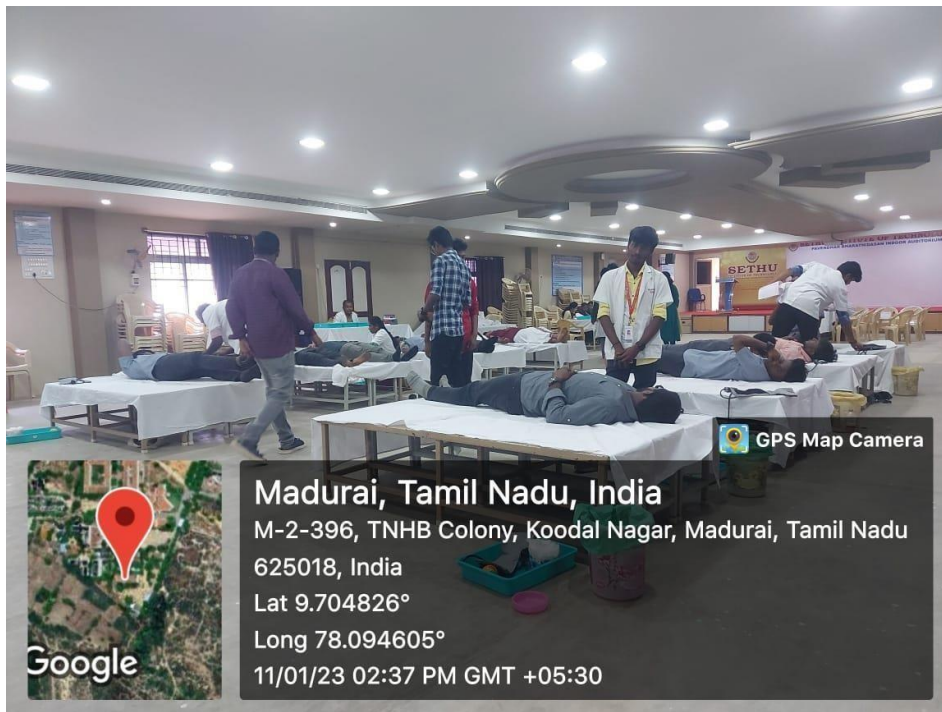 SETHU
GPS Map Camera
Madurai, Tamil Nadu, India
M-2-396, TNHB Colony, Koodal Nagar, Madurai, Tamil Nadu
625018, India
Lat 9.704826°
Long 78.094605°
11/01/23 02:37 PM GMT +05:30
Google